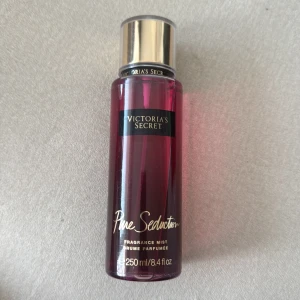 VICTORIA'S
SECRET
Pure Seduction
FRAGRANCE MIST
BRUME PARFUMÉE
250 ml/8.4 fl oz